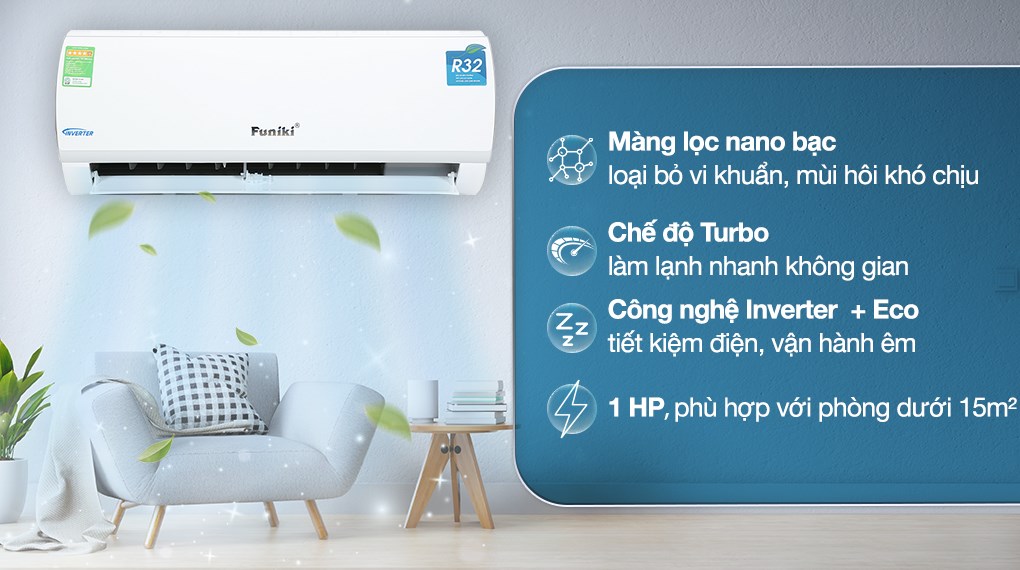 R32
INVERTER
Funiki®
Màng lọc nano bạc
loại bỏ vi khuẩn, mùi hôi khó chịu
Chế độ Turbo
làm lạnh nhanh không gian
Công nghệ Inverter + Eco
tiết kiệm điện, vận hành êm
Zzz
1 HP, phù hợp với phòng dưới 15m²